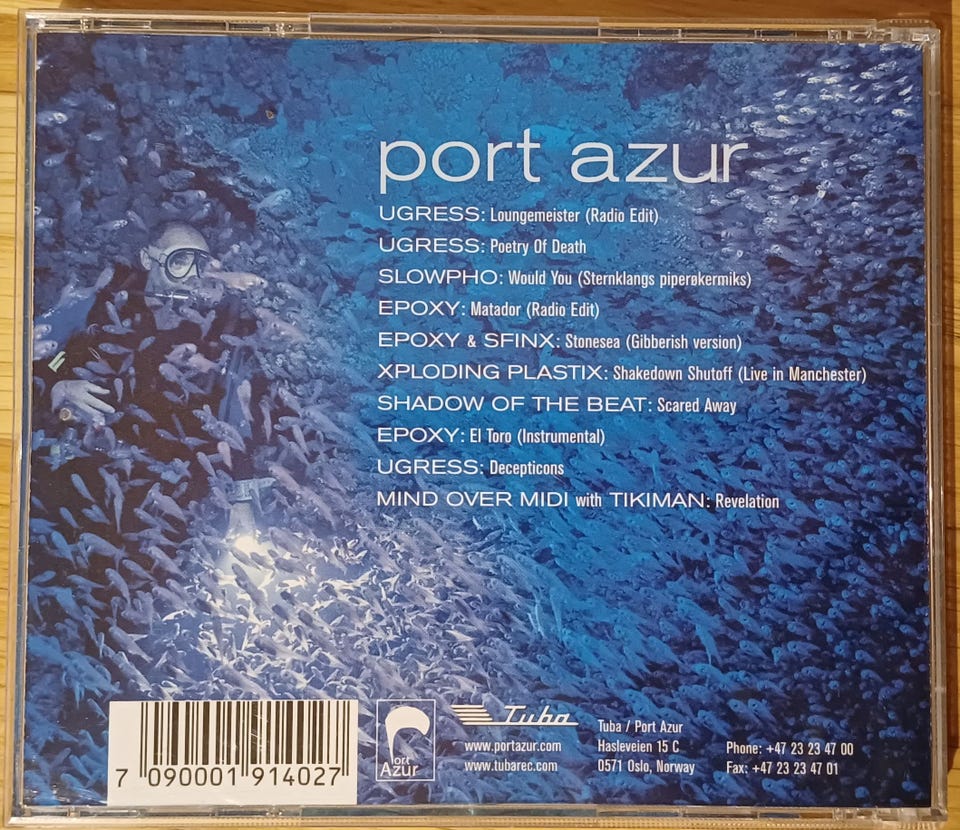 port azur
UGRESS: Loungemeister (Radio Edit)
UGRESS: Poetry Of Death
SLOWPHO: Would You (Sternklangs piperøkermiks)
EPOXY: Matador (Radio Edit)
EPOXY & SFINX: Stonesea (Gibberish version)
XPLODING PLASTIX: Shakedown Shutoff (Live in Manchester)
SHADOW OF THE BEAT: Scared Away
EPOXY: El Toro (Instrumental)
UGRESS: Decepticons
MIND OVER MIDI with TIKIMAN: Revelation
7 090001 914027
Port
Azur
Tuba
www.portazur.com
www.tubarec.com
Tuba / Port Azur
Hasleveien 15 C
0571 Oslo, Norway
Phone: +47 23 23 47 00
Fax: +47 23 23 47 01